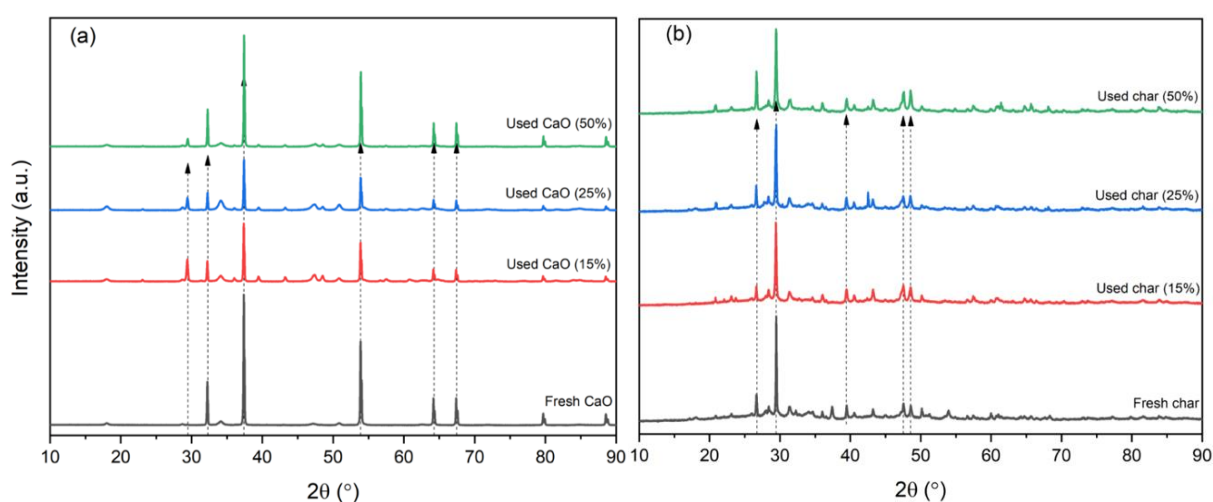 (a)
Used CaO (50%)
Used CaO (25%)
Used CaO (15%)
Fresh CaO
Intensity (a.u.)
10 20 30 40 50 60 70 80 90
2θ (°)
(b)
Used char (50%)
Used char (25%)
Used char (15%)
Fresh char
10 20 30 40 50 60 70 80 90
2θ (°)